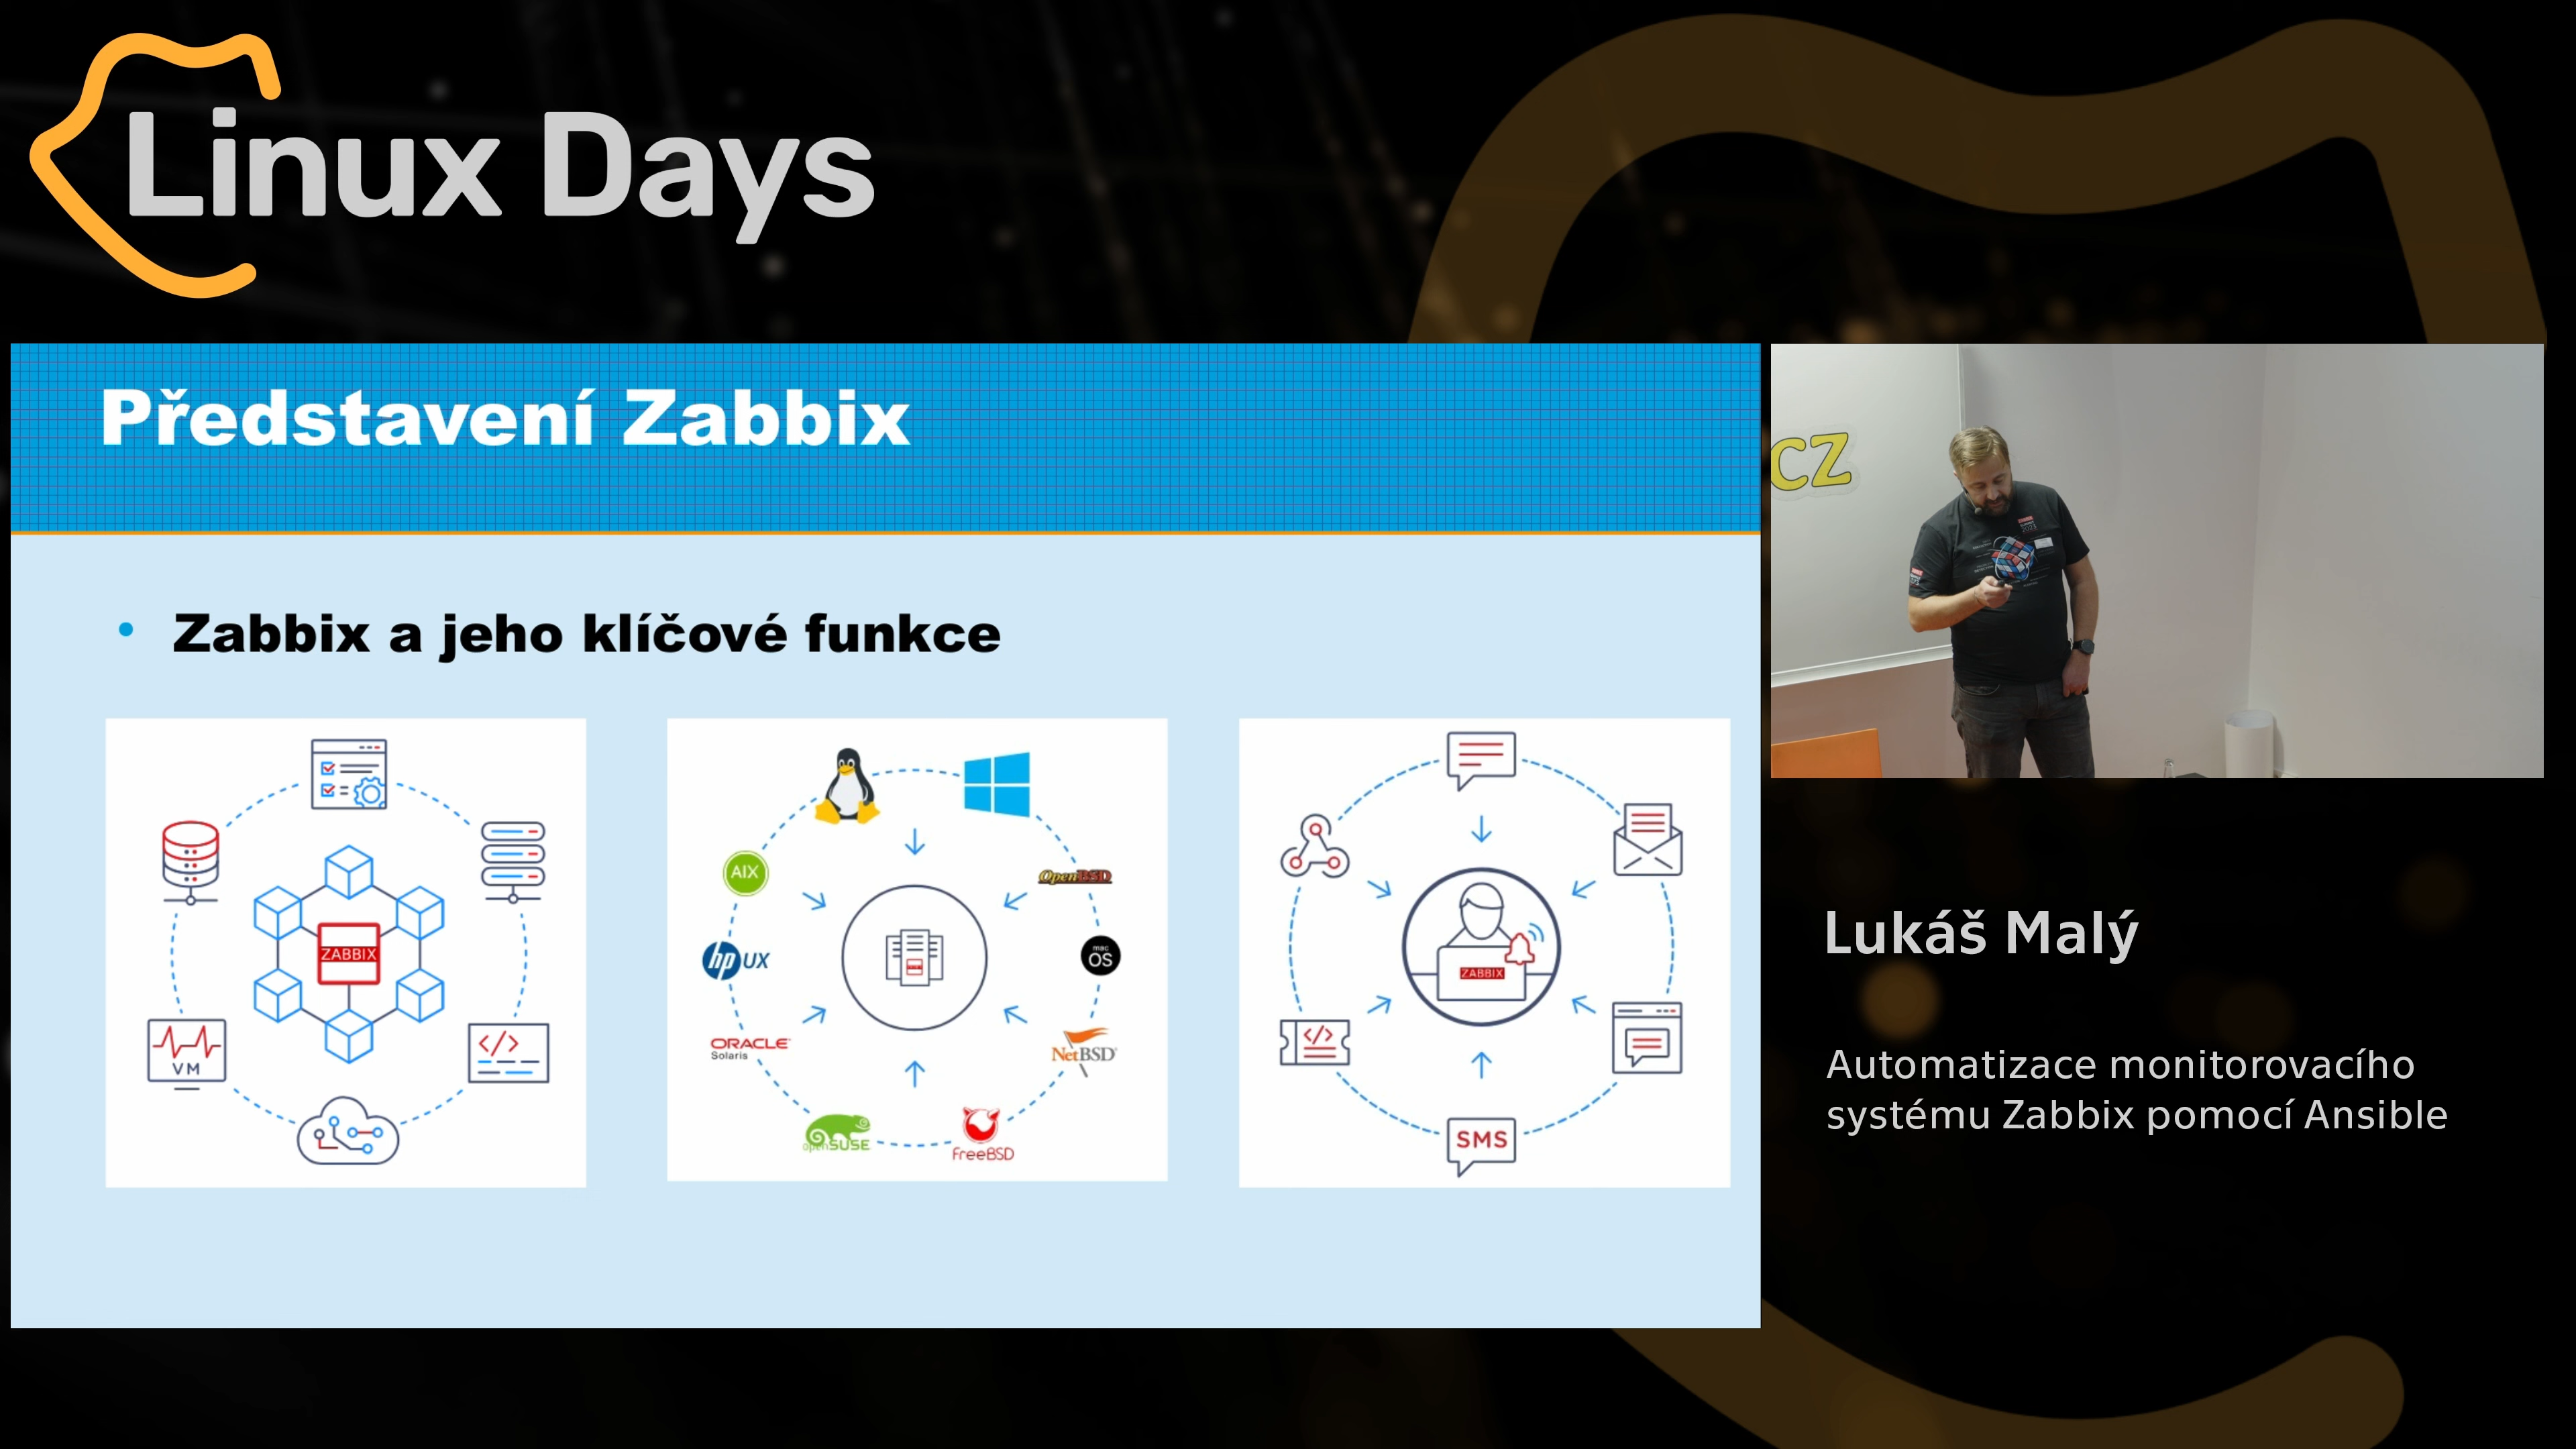 Linux Days
Představení Zabbix
Zabbix a jeho klíčové funkce
ZABBIX
VM
</>
AIX
OpenBSD
hp UX
mac
OS
ORACLE
Solaris
NetBSD
openSUSE
FreeBSD
ZABBIX
</>
SMS
CZ
Lukáš Malý
Automatizace monitorovacího
systému Zabbix pomocí Ansible